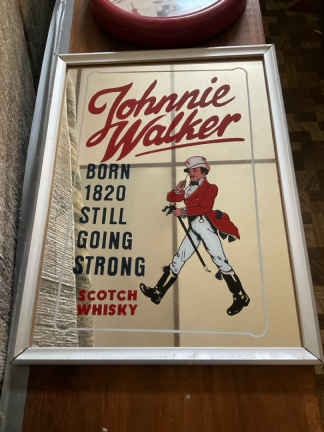 Johnnie
Walker
BORN
1820
STILL
GOING
STRONG
SCOTCH
WHISKY